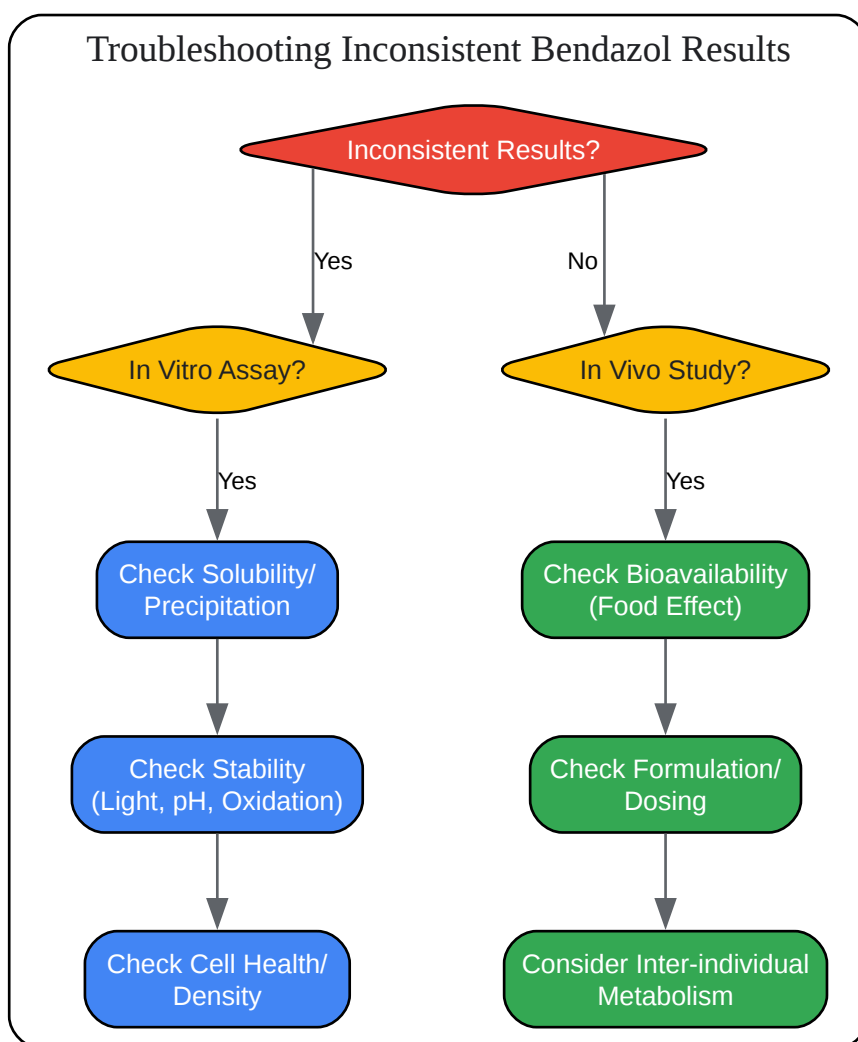 Troubleshooting Inconsistent Bendazol Results
Inconsistent Results?
Yes
No
In Vitro Assay?
In Vivo Study?
Yes
Yes
Check Solubility/
Precipitation
Check Bioavailability
(Food Effect)
Check Stability
(Light, pH, Oxidation)
Check Formulation/
Dosing
Check Cell Health/
Density
Consider Inter-individual
Metabolism